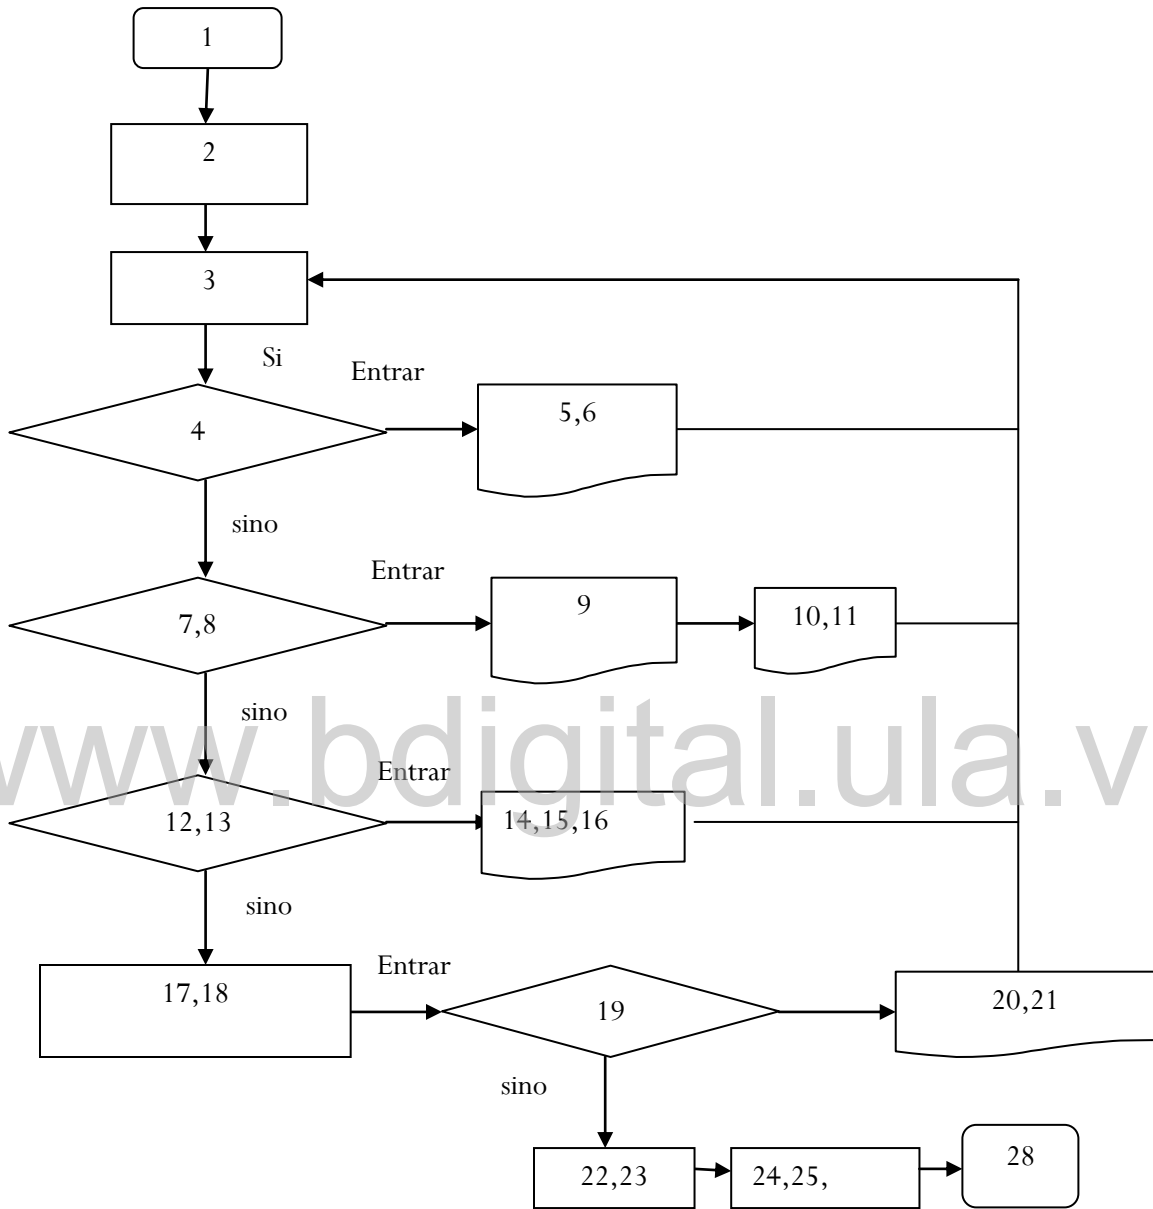 1
2
3
Si
Entrar
4
5,6
sino
Entrar
7,8
9
10,11
sino
www.bdigital.ula.v
Entrar
12,13
14,15,16
sino
Entrar
17,18
19
20,21
sino
22,23
24,25,
28